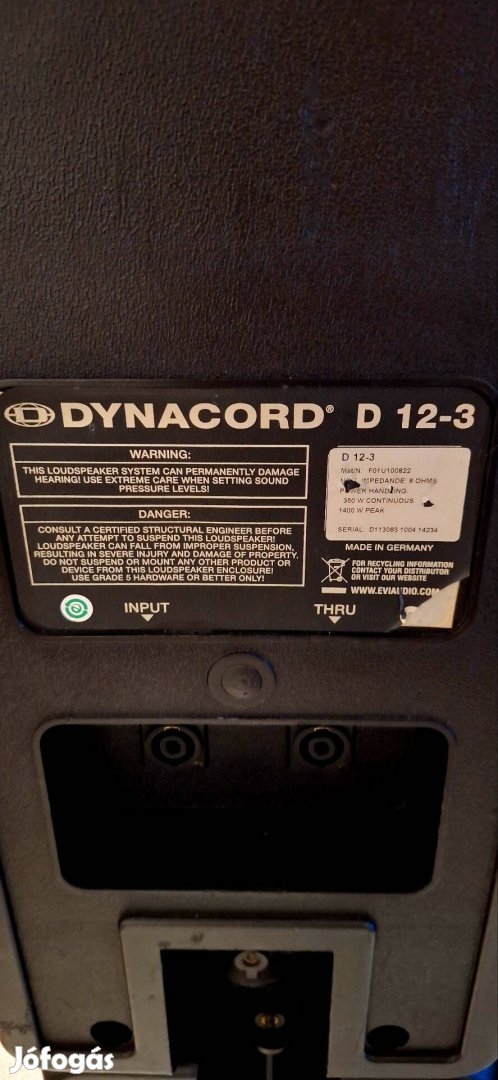 DYNACORD® D 12-3
WARNING:
THIS LOUDSPEAKER SYSTEM CAN PERMANENTLY DAMAGE
HEARING! USE EXTREME CARE WHEN SETTING SOUND
PRESSURE LEVELS!
DANGER:
CONSULT A CERTIFIED STRUCTURAL ENGINEER BEFORE
ANY ATTEMPT TO SUSPEND THIS LOUDSPEAKER!
LOUDSPEAKER CAN FALL FROM IMPROPER SUSPENSION,
RESULTING IN SEVERE INJURY AND DAMAGE OF PROPERTY.
DO NOT SUSPEND OR MOUNT ANY OTHER PRODUCT OR
DEVICE FROM THIS LOUDSPEAKER ENCLOSURE!
USE GRADE 5 HARDWARE OR BETTER ONLY!
D 12-3
F01U100822
IMPEDANDE: 8 OHMS
POWER HANDLING
350 W CONTINUOUS
1400 W PEAK
SERIAL: D113083 1004 14234
MADE IN GERMANY
FOR RECYCLING INFORMATION
CONTACT YOUR DISTRIBUTOR
OR VISIT OUR WEBSITE
WWW.EVIAUDIO.COM
INPUT
THRU
Jófogás